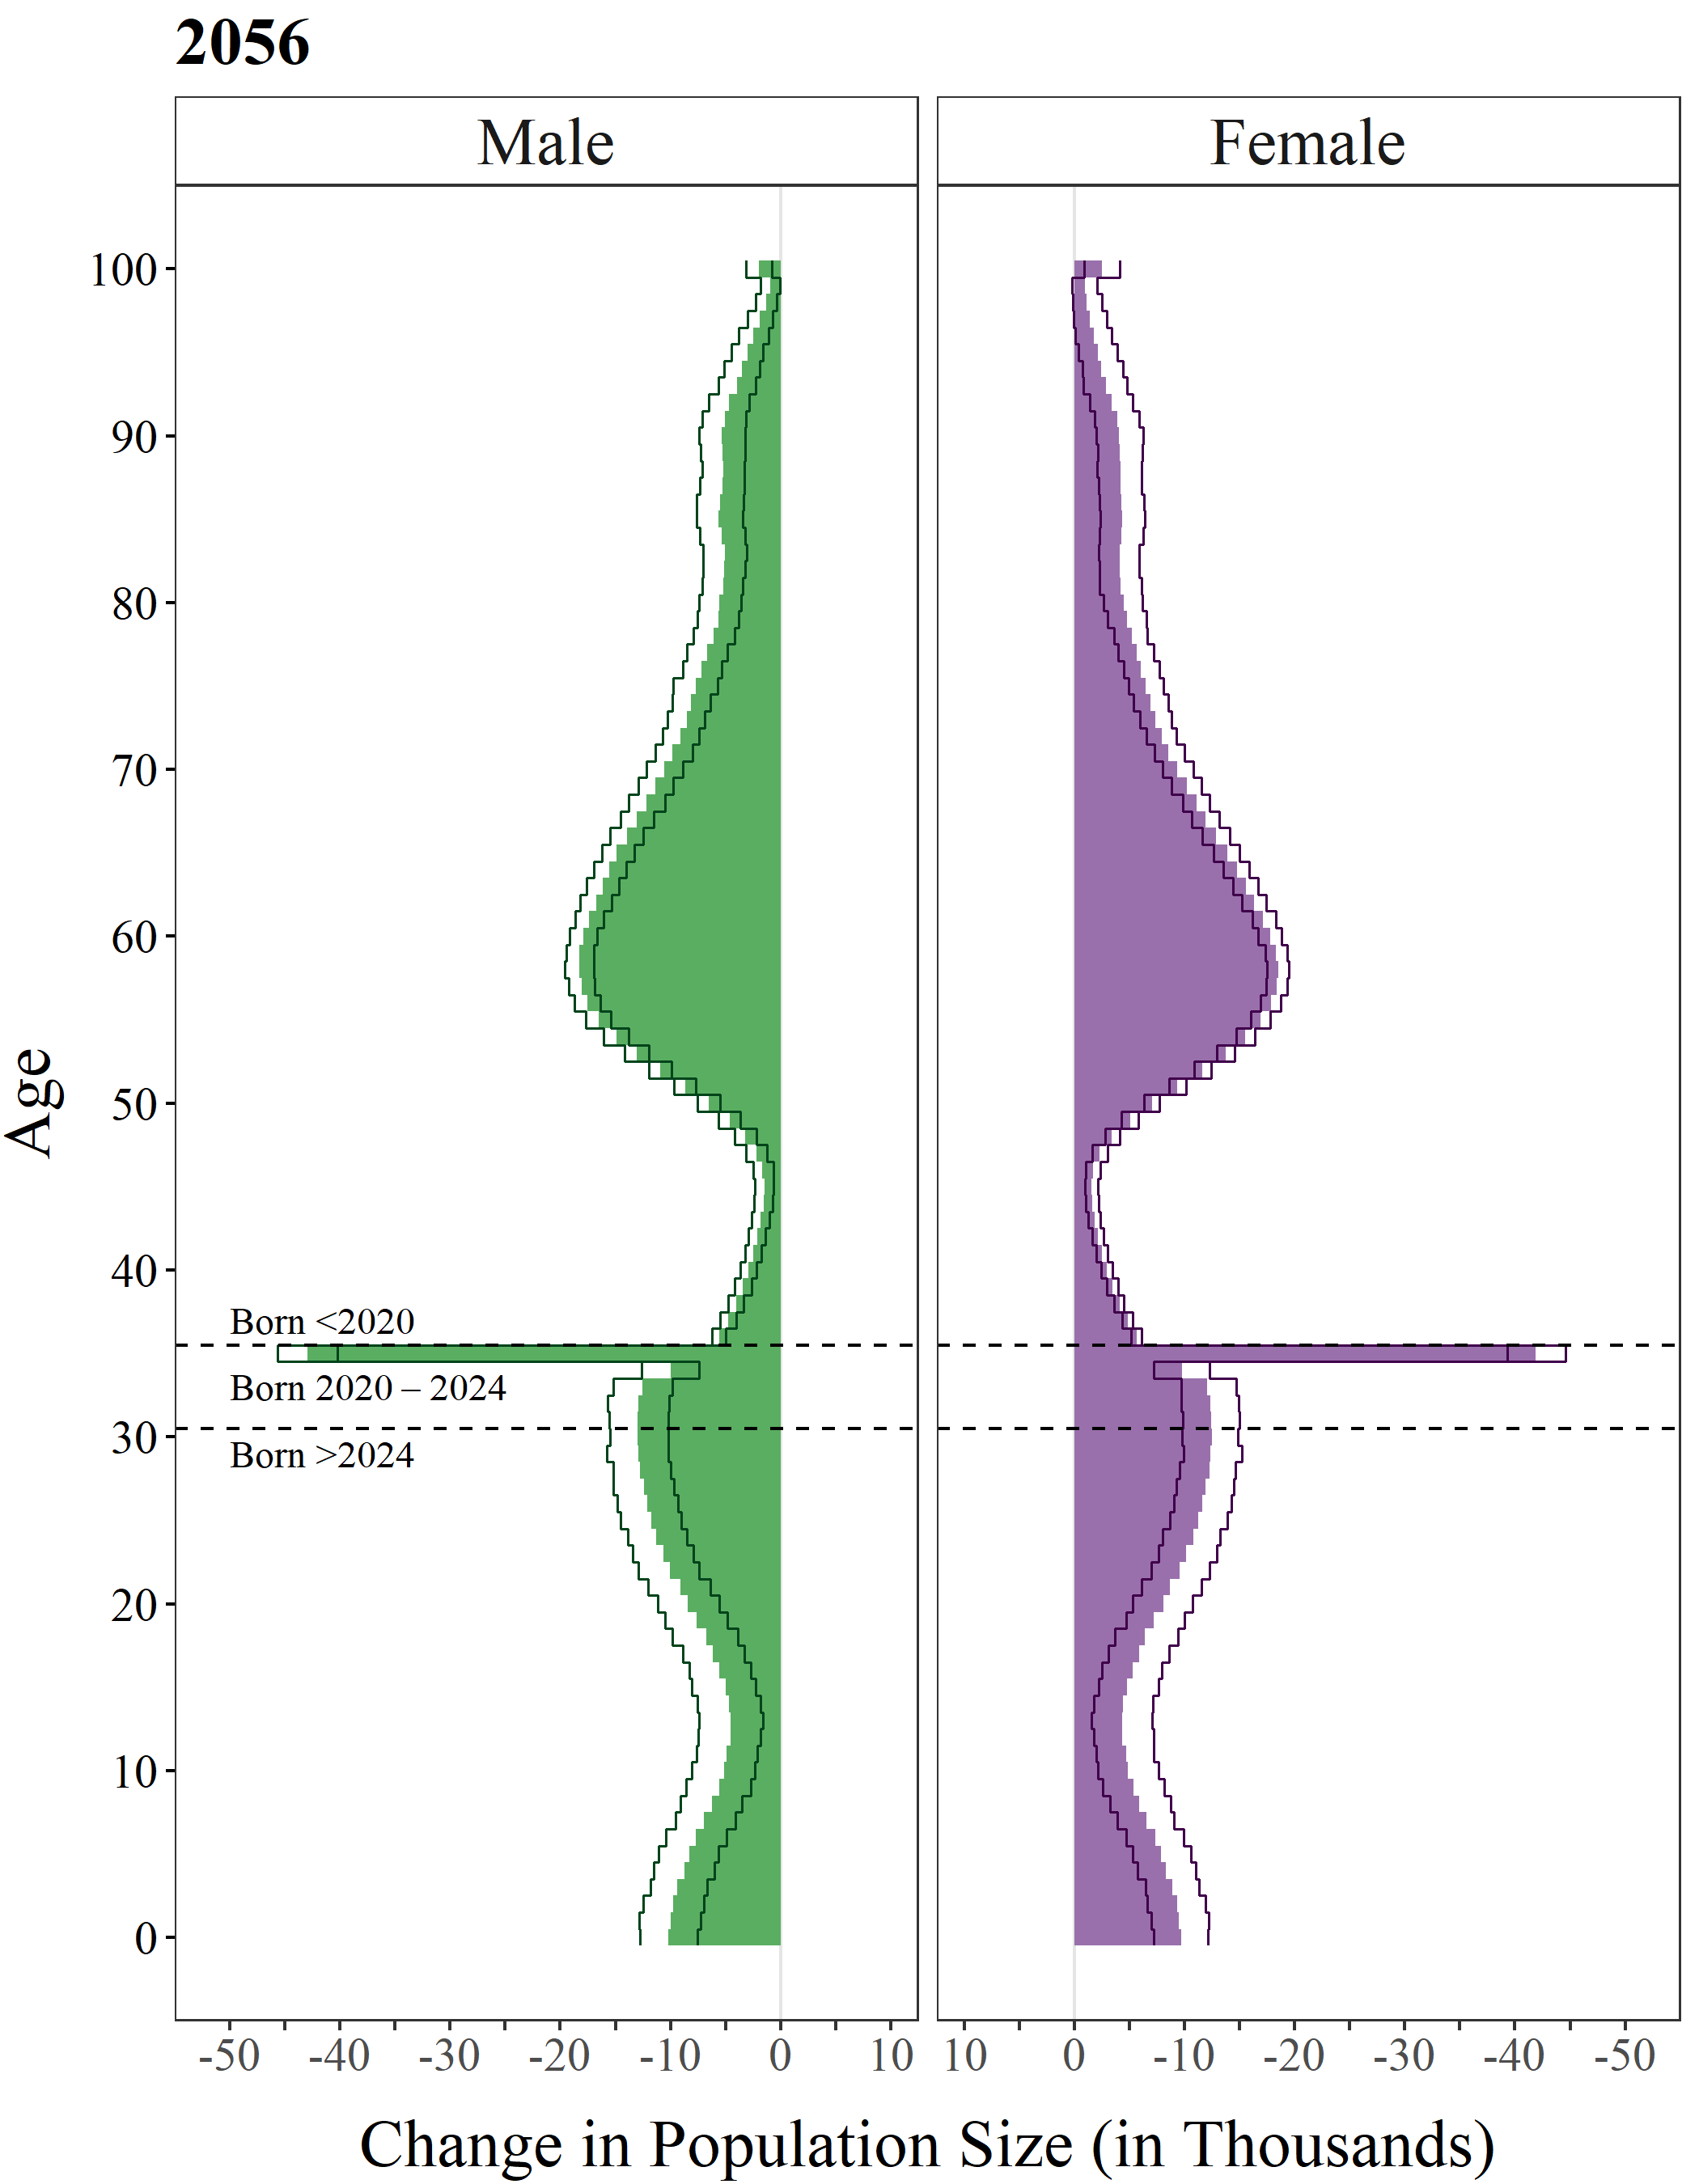 2056
Male Female
100
90
80
70
60
50
40
Born <2020
Born 2020 – 2024
30
Born >2024
20
10
0
Age
-50 -40 -30 -20 -10 0 10 10 0 -10 -20 -30 -40 -50
Change in Population Size (in Thousands)